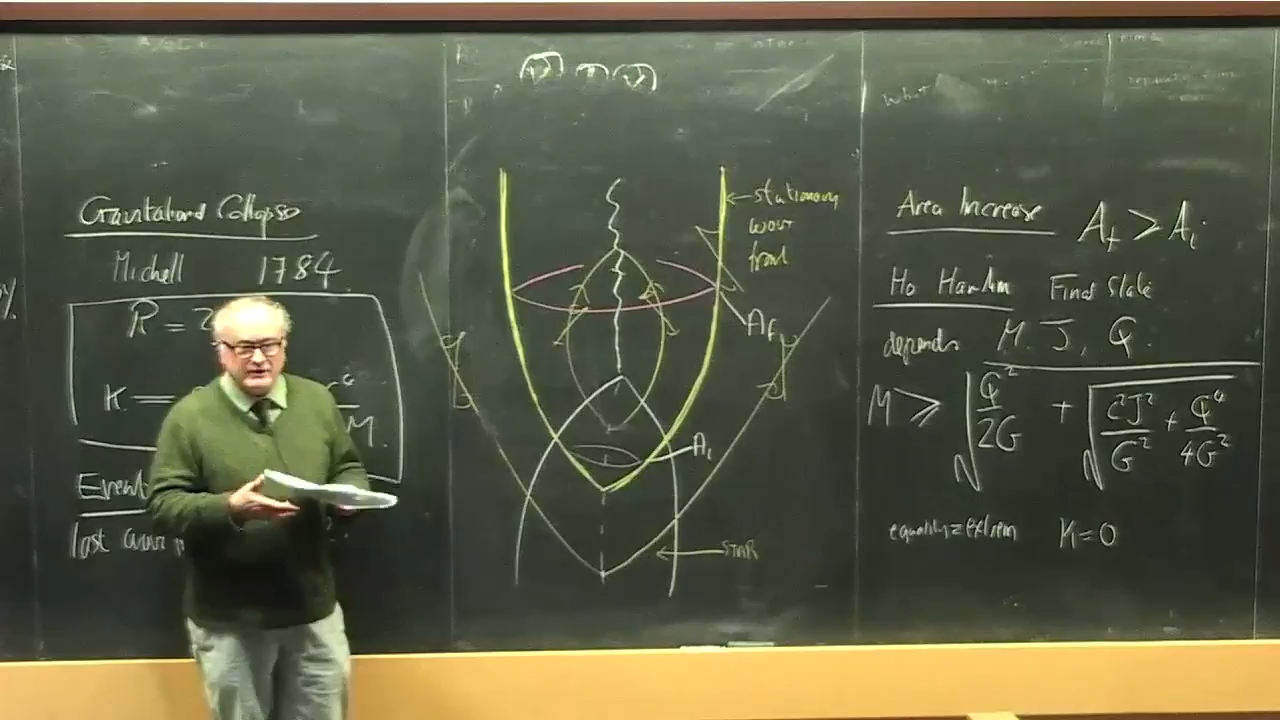 Gravitational Collapse
Michell 1784
R = 2
K =
M.
Event
last
stationary
wave
front
A_f
A_i
STAR
Area Increase A_f > A_i
No Hair Thm Final State
depends M. J, Q.
M ⩾ √Q²/2G + √c²J²/G² + Q⁴/4G²
equality = extrem K = 0